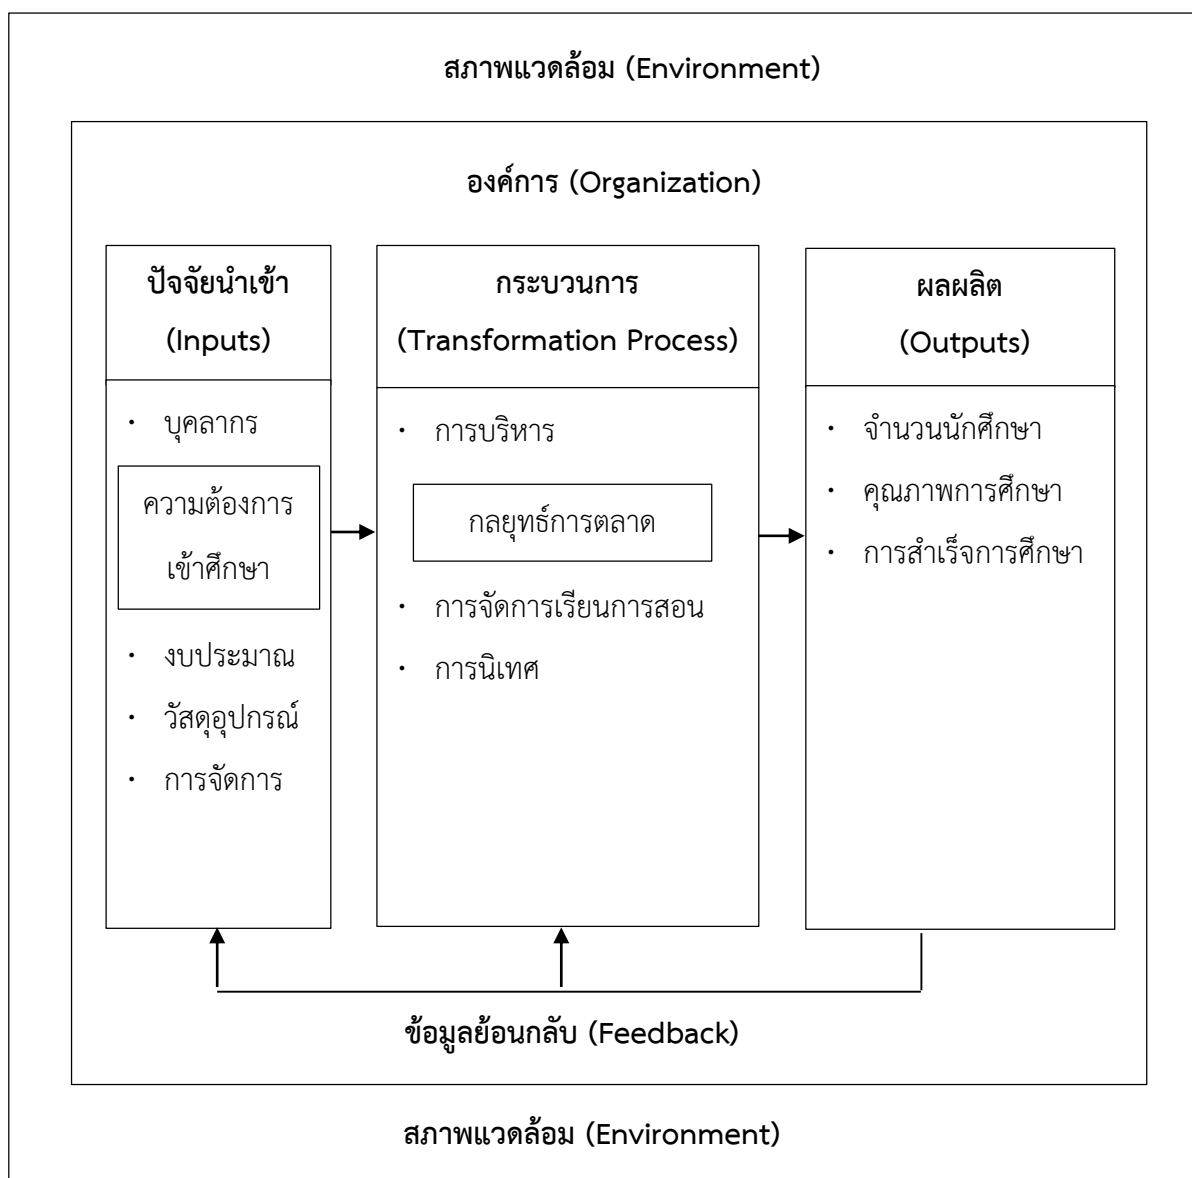 สภาพแวดล้อม (Environment)
องค์การ (Organization)
ปัจจัยนำเข้า
(Inputs)
· บุคลากร
ความต้องการ
เข้าศึกษา
· งบประมาณ
· วัสดุอุปกรณ์
· การจัดการ
กระบวนการ
(Transformation Process)
· การบริหาร
กลยุทธ์การตลาด
· การจัดการเรียนการสอน
· การนิเทศ
ผลผลิต
(Outputs)
· จำนวนนักศึกษา
· คุณภาพการศึกษา
· การสำเร็จการศึกษา
ข้อมูลย้อนกลับ (Feedback)
สภาพแวดล้อม (Environment)